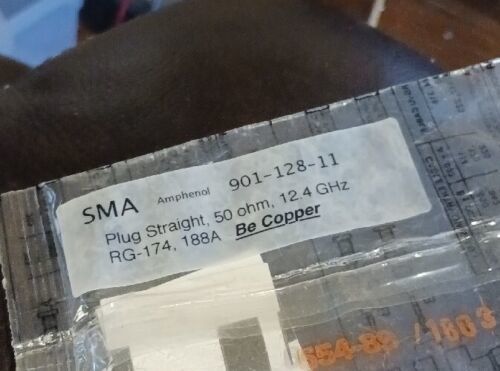 SMA Amphenol 901-128-11
Plug Straight, 50 ohm, 12.4 GHz
RG-174, 188A Be Copper